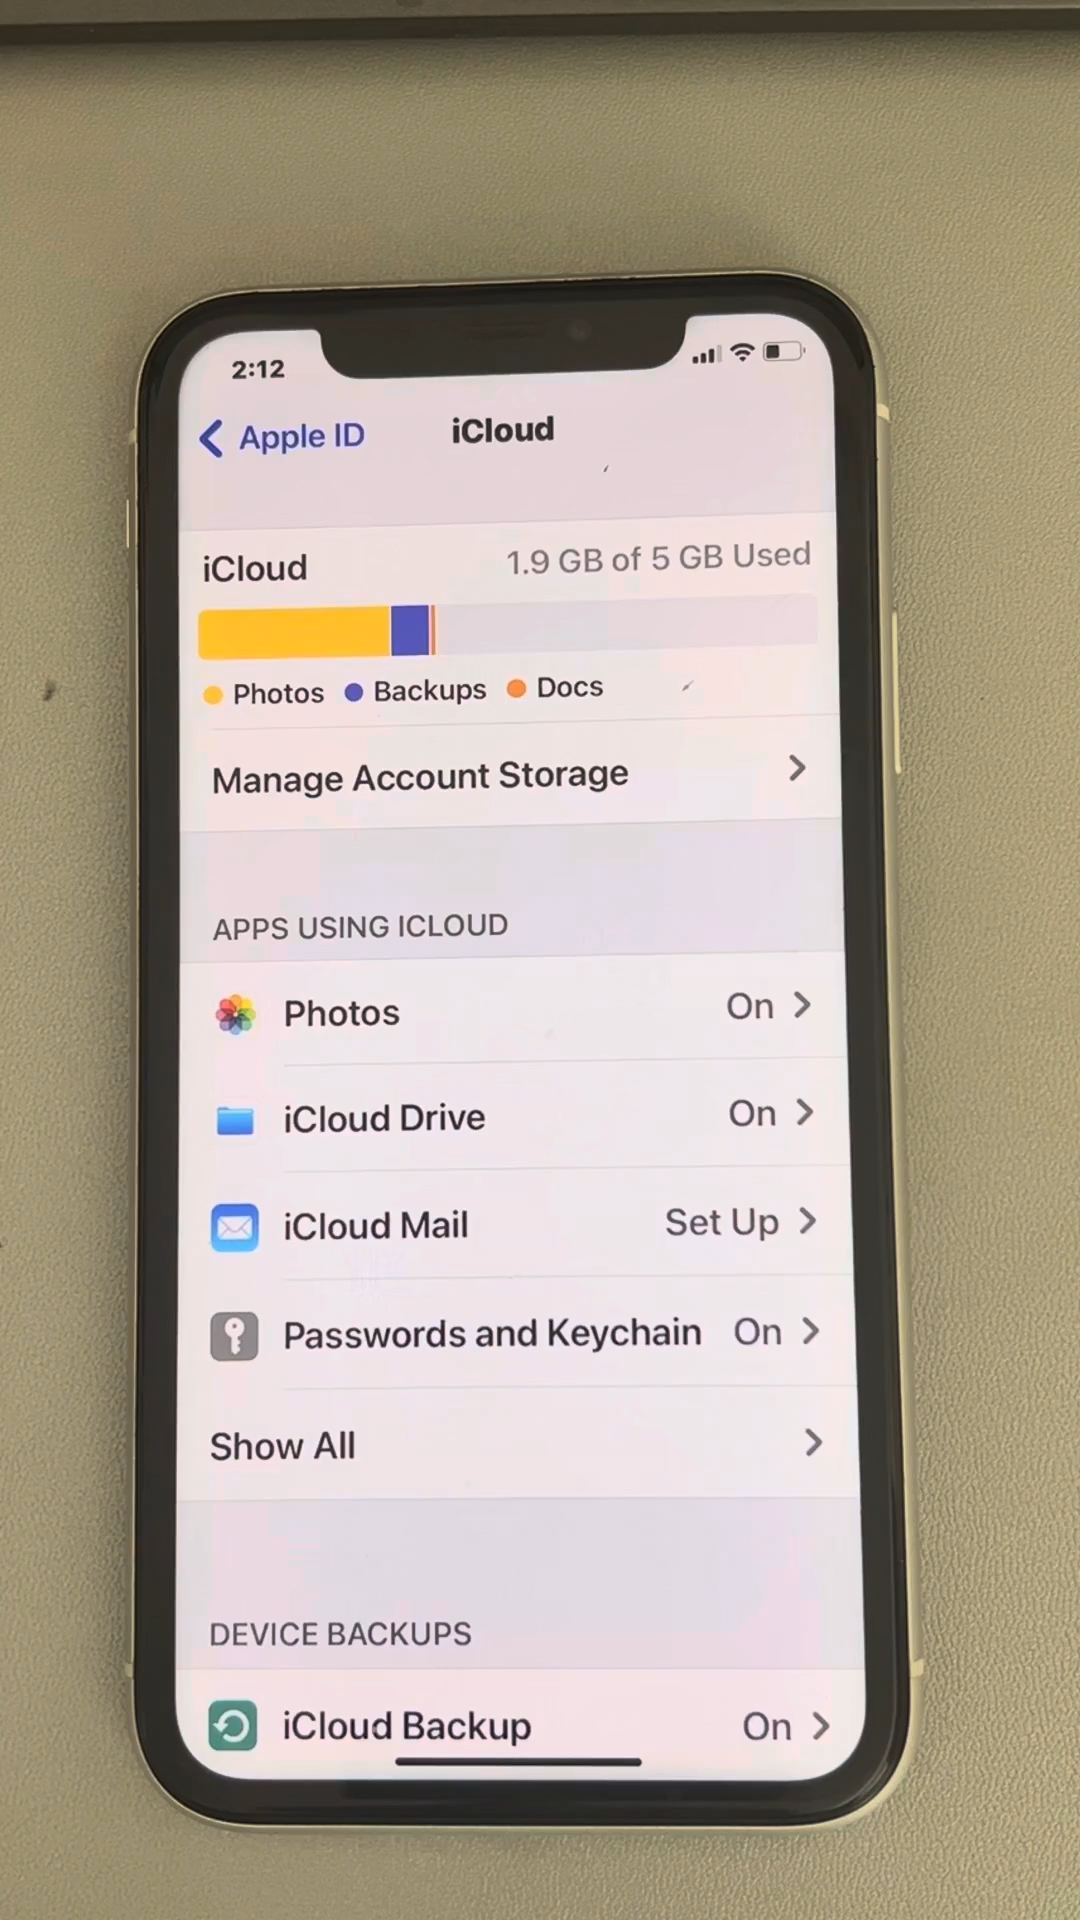 2:12
Apple ID iCloud
iCloud 1.9 GB of 5 GB Used
Photos Backups Docs
Manage Account Storage
APPS USING ICLOUD
Photos On
iCloud Drive On
iCloud Mail Set Up
Passwords and Keychain On
Show All
DEVICE BACKUPS
iCloud Backup On